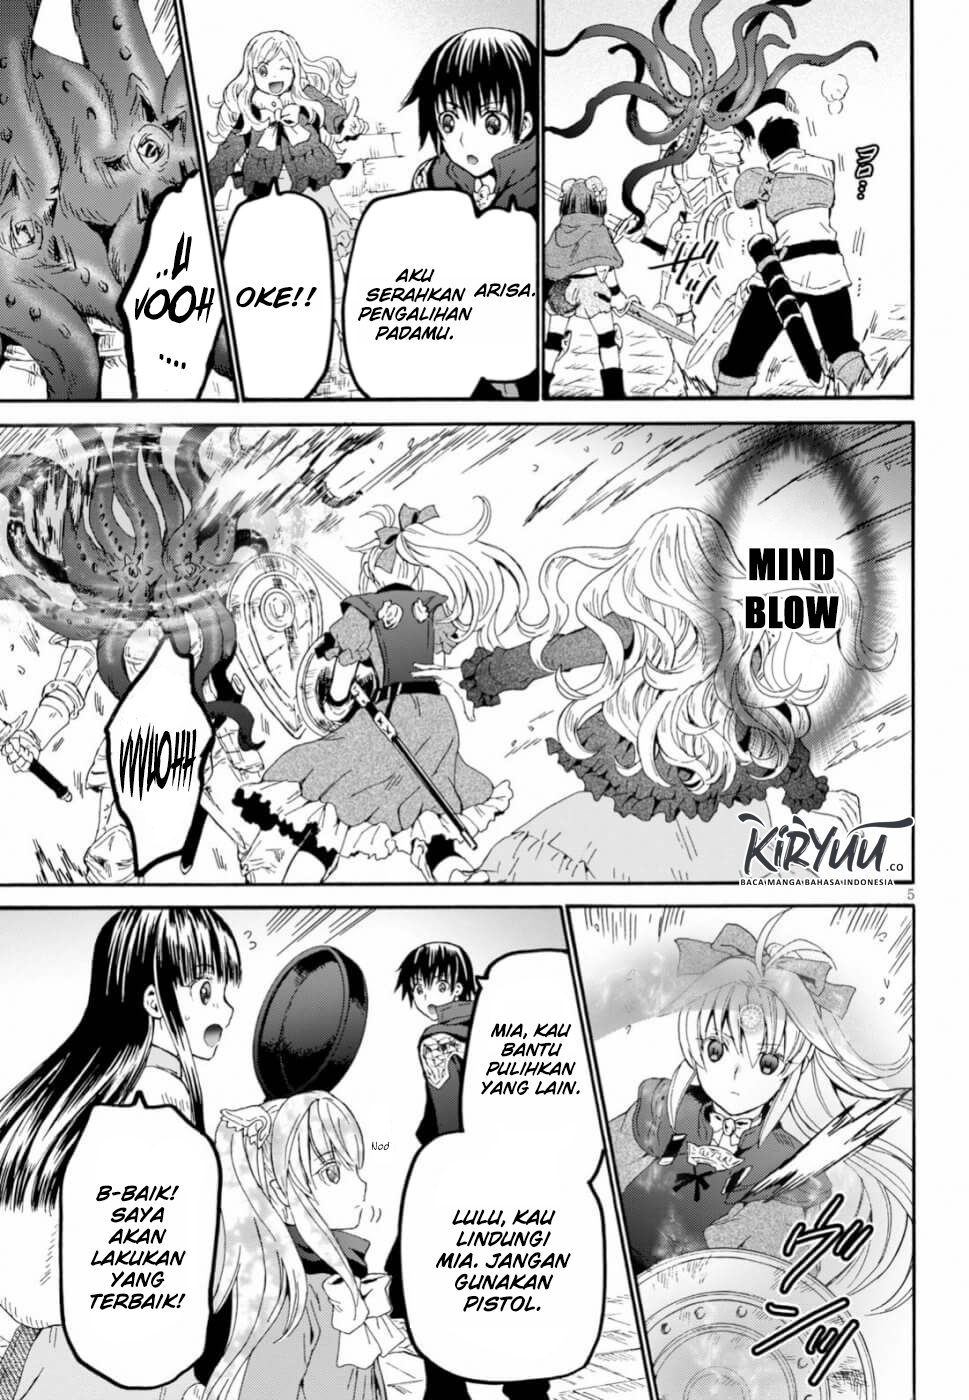 ARISA.
AKU
SERAHKAN
PENGALIHAN
PADAMU.
OKE!!
..U
VOOH
....
MIND
BLOW
VVUOHH
KIRYUU.CO
BACA MANGA BAHASA INDONESIA
5
MIA, KAU
BANTU
PULIHKAN
YANG LAIN.
LULU, KAU
LINDUNGI
MIA. JANGAN
GUNAKAN
PISTOL.
Nod
B-BAIK!
SAYA
AKAN
LAKUKAN
YANG
TERBAIK!